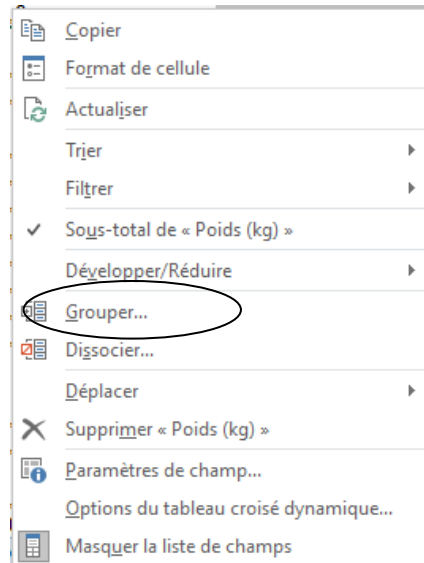 Copier
Format de cellule
Actualiser
Trier
Filtrer
Sous-total de « Poids (kg) »
Développer/Réduire
Grouper...
Dissocier...
Déplacer
Supprimer « Poids (kg) »
Paramètres de champ...
Options du tableau croisé dynamique...
Masquer la liste de champs